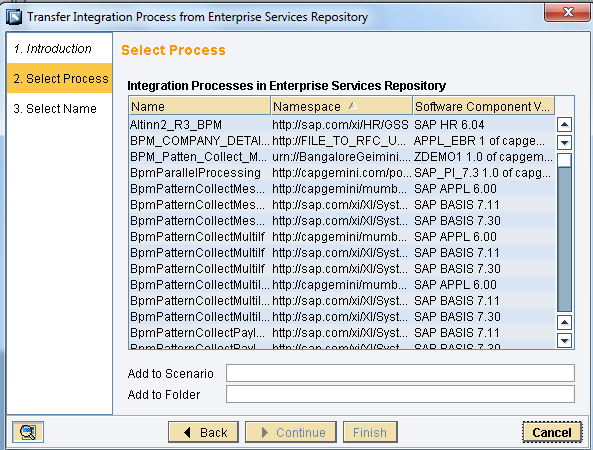 Transfer Integration Process from Enterprise Services Repository
1. Introduction
2. Select Process
3. Select Name
Select Process
Integration Processes in Enterprise Services Repository
Name Namespace Software Component V...
Altinn2_R3_BPM http://sap.com/xi/HR/GSS SAP HR 6.04
BPM_COMPANY_DETAI... http://FILE_TO_RFC_U... APPL_EBR 1 of capge...
BPM_Patten_Collect_M... urn://BangaloreGeimini.... ZDEMO1 1.0 of capgem...
BpmParallelProcessing http://capgemini.com/po... SAP_PI_7.3 1.0 of capg...
BpmPatternCollectMes... http://capgemini/mumb... SAP APPL 6.00
BpmPatternCollectMes... http://sap.com/xi/XI/Syst... SAP BASIS 7.11
BpmPatternCollectMes... http://sap.com/xi/XI/Syst... SAP BASIS 7.30
BpmPatternCollectMultiIf http://capgemini/mumb... SAP APPL 6.00
BpmPatternCollectMultiIf http://sap.com/xi/XI/Syst... SAP BASIS 7.11
BpmPatternCollectMultiIf http://sap.com/xi/XI/Syst... SAP BASIS 7.30
BpmPatternCollectMultiI... http://capgemini/mumb... SAP APPL 6.00
BpmPatternCollectMultiI... http://sap.com/xi/XI/Syst... SAP BASIS 7.11
BpmPatternCollectMultiI... http://sap.com/xi/XI/Syst... SAP BASIS 7.30
BpmPatternCollectPayl... http://sap.com/xi/XI/Syst... SAP BASIS 7.11
BpmPatternCollectPayl... http://sap.com/xi/XI/Syst... SAP BASIS 7.30
Add to Scenario
Add to Folder
Back Continue Finish Cancel